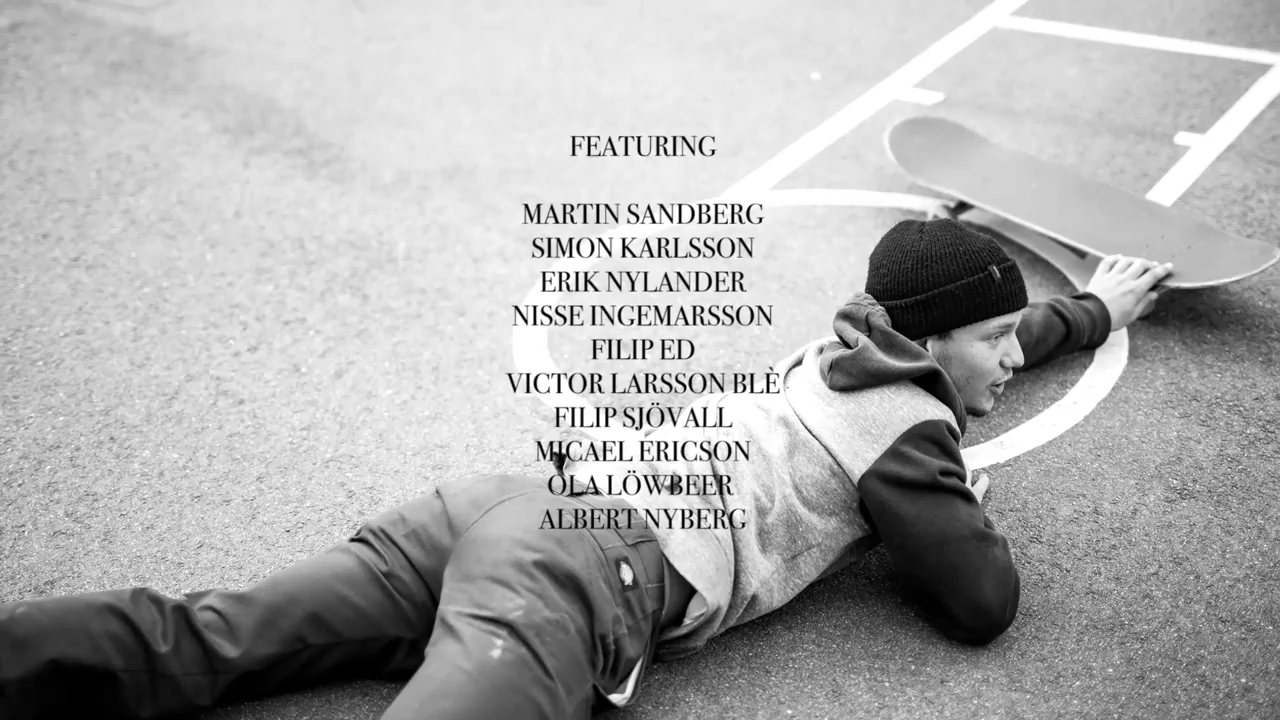 FEATURING
MARTIN SANDBERG
SIMON KARLSSON
ERIK NYLANDER
NISSE INGEMARSSON
FILIP ED
VICTOR LARSSON BLÈ
FILIP SJÖVALL
MICAEL ERICSON
OLA LÖWBEER
ALBERT NYBERG